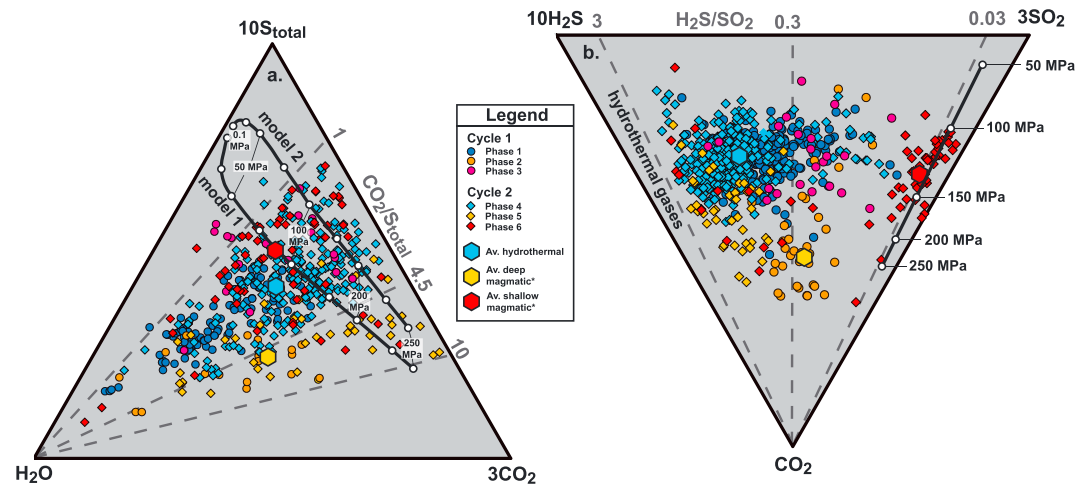 10Stotal
a.
0.1
MPa
model 2
1
50 MPa
model 1
CO2/Stotal
100
MPa
4.5
200
MPa
250
MPa
10
H2O
3CO2
Legend
Cycle 1
Phase 1
Phase 2
Phase 3
Cycle 2
Phase 4
Phase 5
Phase 6
Av. hydrothermal
Av. deep
magmatic*
Av. shallow
magmatic*
10H2S
3
H2S/SO2
0.3
0.03
3SO2
b.
hydrothermal gases
50 MPa
100 MPa
150 MPa
200 MPa
250 MPa
CO2